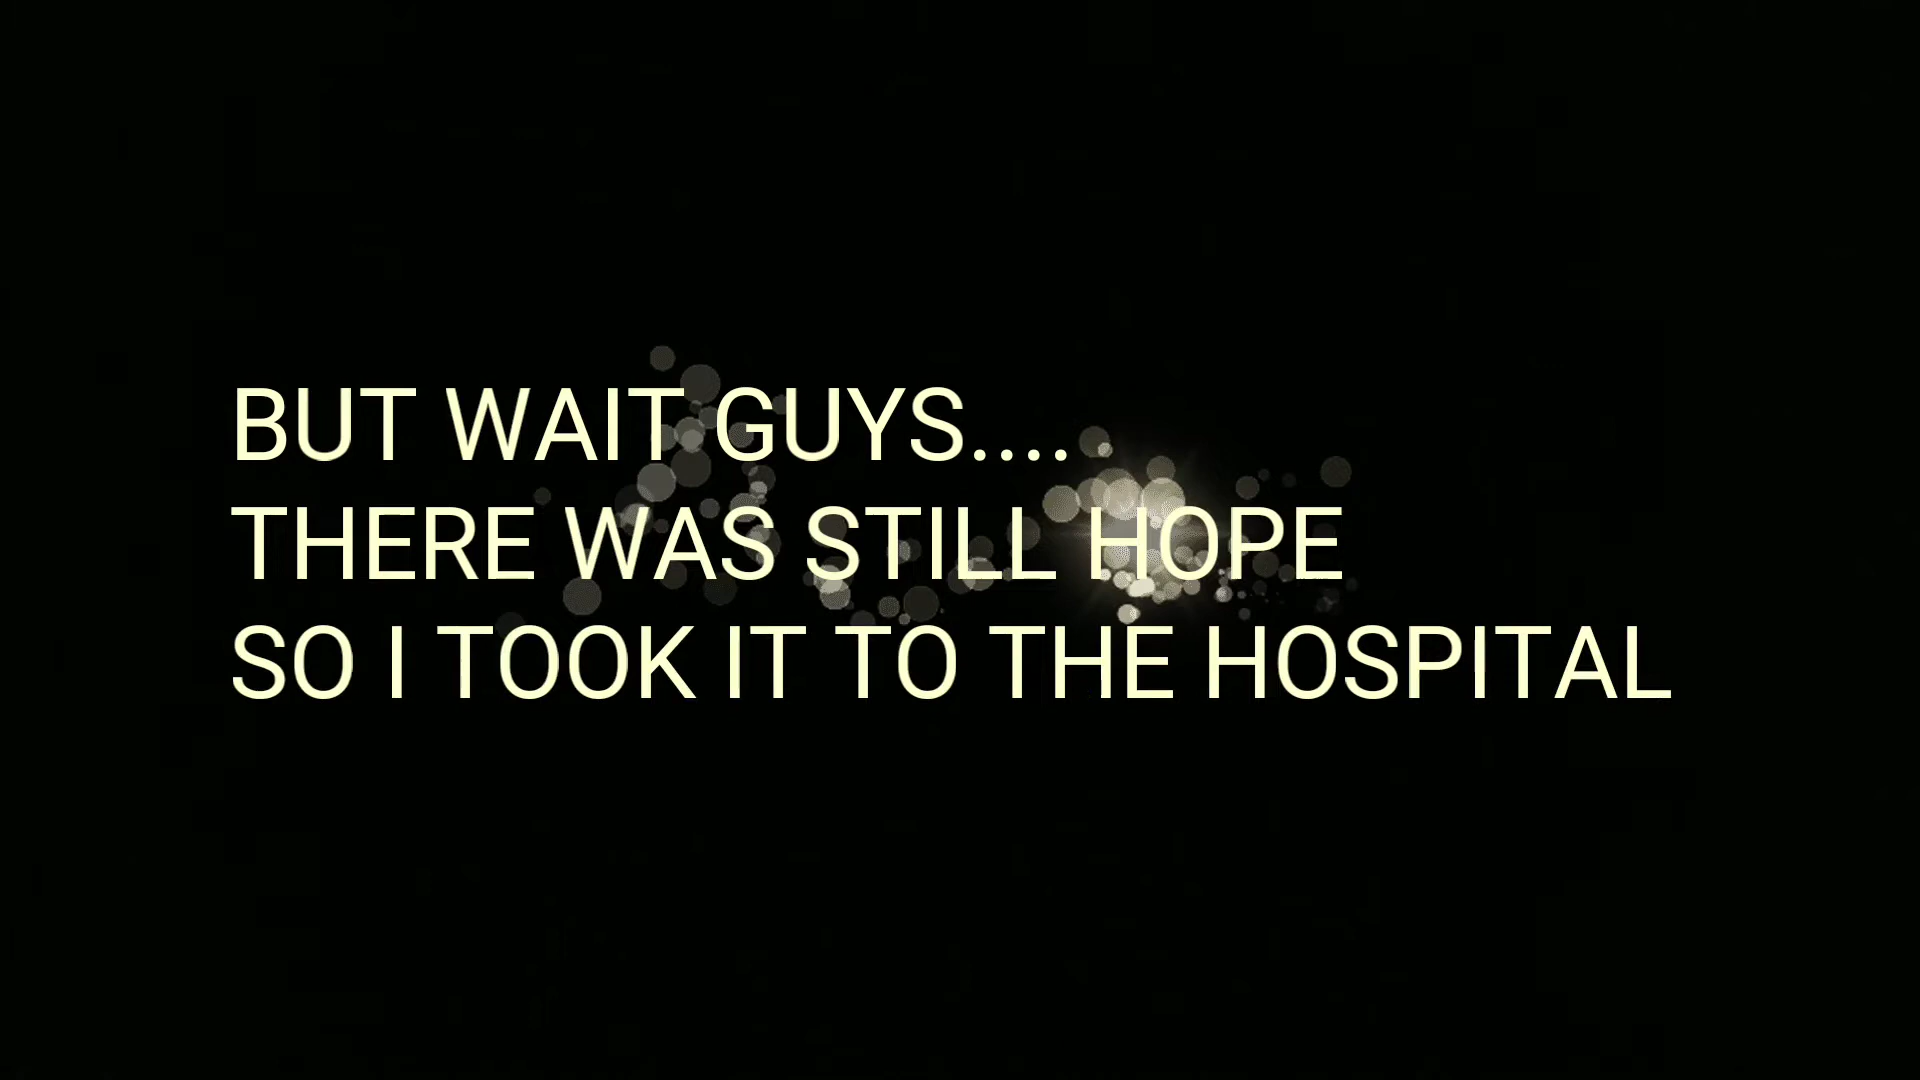 BUT WAIT GUYS....
THERE WAS STILL HOPE
SO I TOOK IT TO THE HOSPITAL